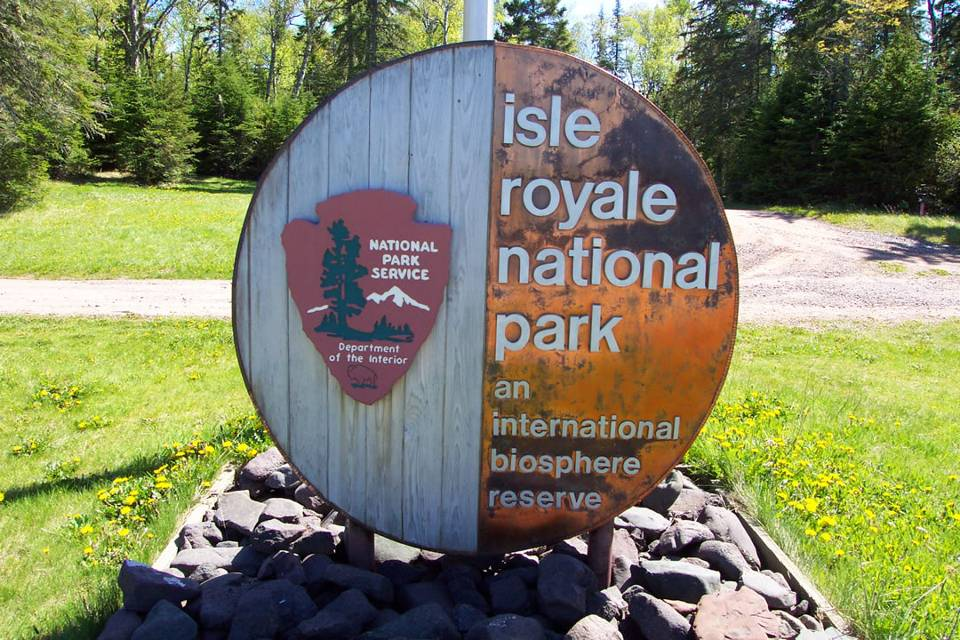 NATIONAL
PARK
SERVICE
Department
of the Interior
isle
royale
national
park
an
international
biosphere
reserve